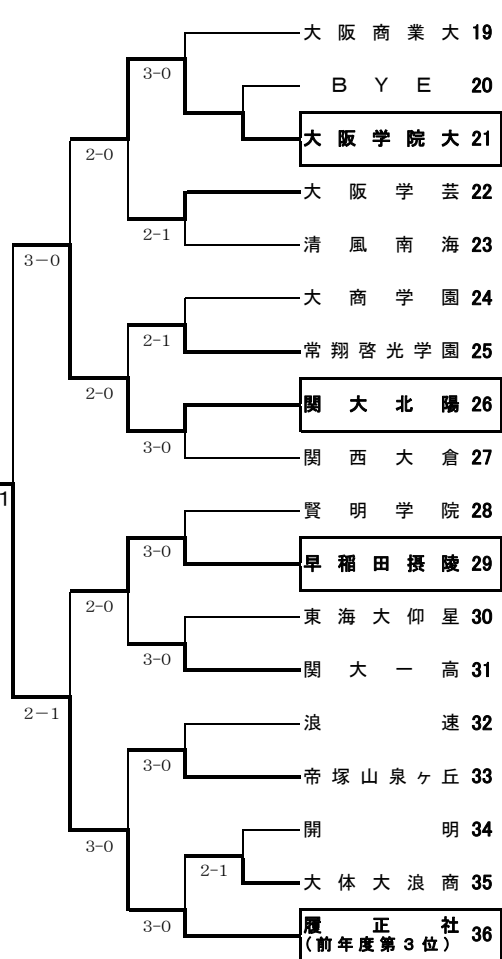 大阪商業大 19
3-0
BYE 20
大阪学院大 21
2-0
大阪学芸 22
2-1
清風南海 23
3－0
大商学園 24
2-1
常翔啓光学園 25
2-0
関大北陽 26
3-0
関西大倉 27
1
賢明学院 28
3-0
早稲田摂陵 29
2-0
東海大仰星 30
3-0
関大一高 31
2－1
浪速 32
3-0
帝塚山泉ヶ丘 33
開明 34
3-0
2-1
大体大浪商 35
3-0
履正社 36
(前年度第３位)